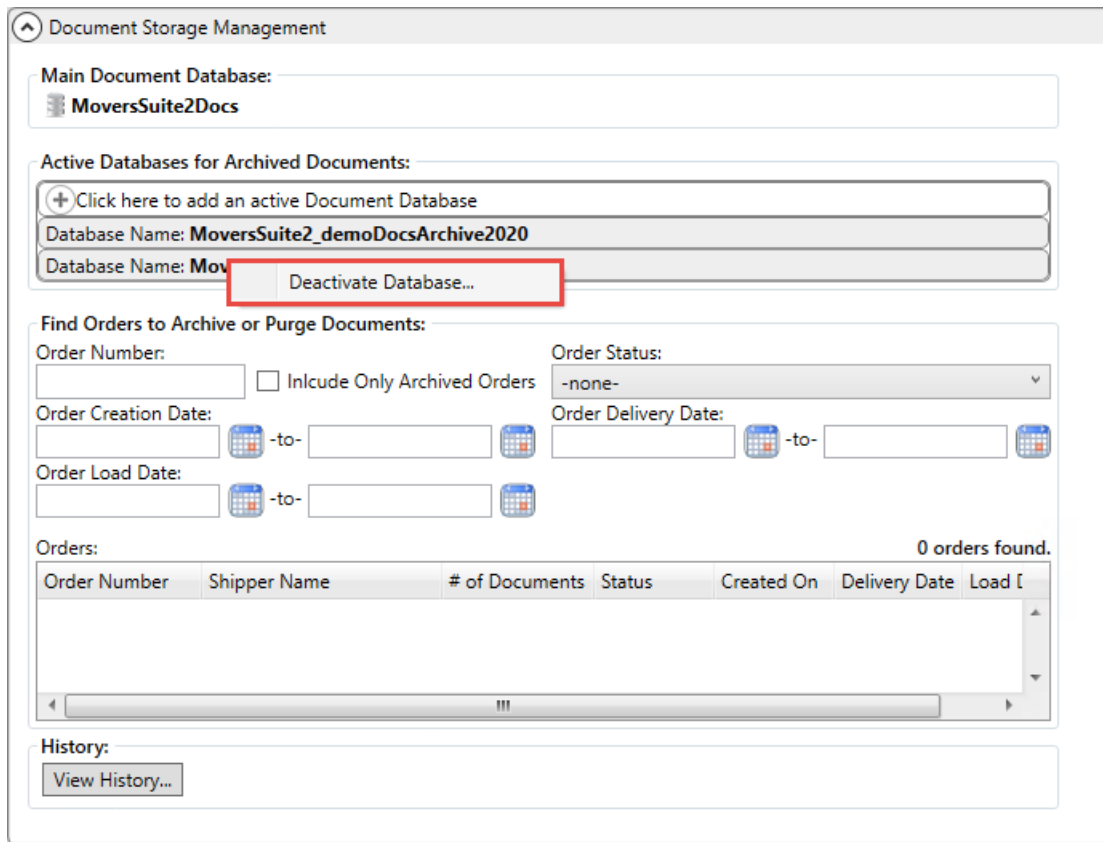 Document Storage Management
Main Document Database:
MoversSuite2Docs
Active Databases for Archived Documents:
Click here to add an active Document Database
Database Name: MoversSuite2_demoDocsArchive2020
Database Name: Mov
Deactivate Database...
Find Orders to Archive or Purge Documents:
Order Number: Order Status:
Inlcude Only Archived Orders -none-
Order Creation Date: Order Delivery Date:
-to- -to-
Order Load Date:
-to-
Orders: 0 orders found.
Order Number Shipper Name # of Documents Status Created On Delivery Date Load D
History:
View History...